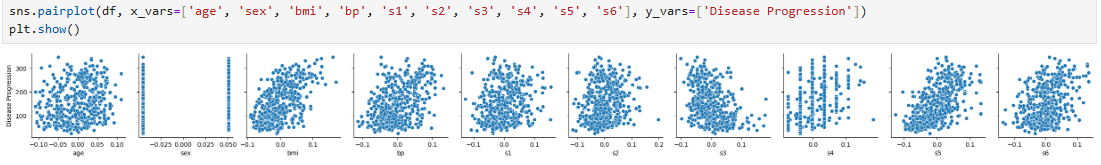 sns.pairplot(df, x_vars=['age', 'sex', 'bmi', 'bp', 's1', 's2', 's3', 's4', 's5', 's6'], y_vars=['Disease Progression'])
plt.show()
Disease Progression
300
200
100
−0.10 −0.05 0.00 0.05 0.10
−0.025 0.000 0.025 0.050
−0.1 0.0 0.1
−0.1 0.0 0.1
−0.1 0.0 0.1
−0.1 0.0 0.1 0.2
−0.1 0.0 0.1
0.0 0.1
−0.1 0.0 0.1
−0.1 0.0 0.1
age sex bmi bp s1 s2 s3 s4 s5 s6